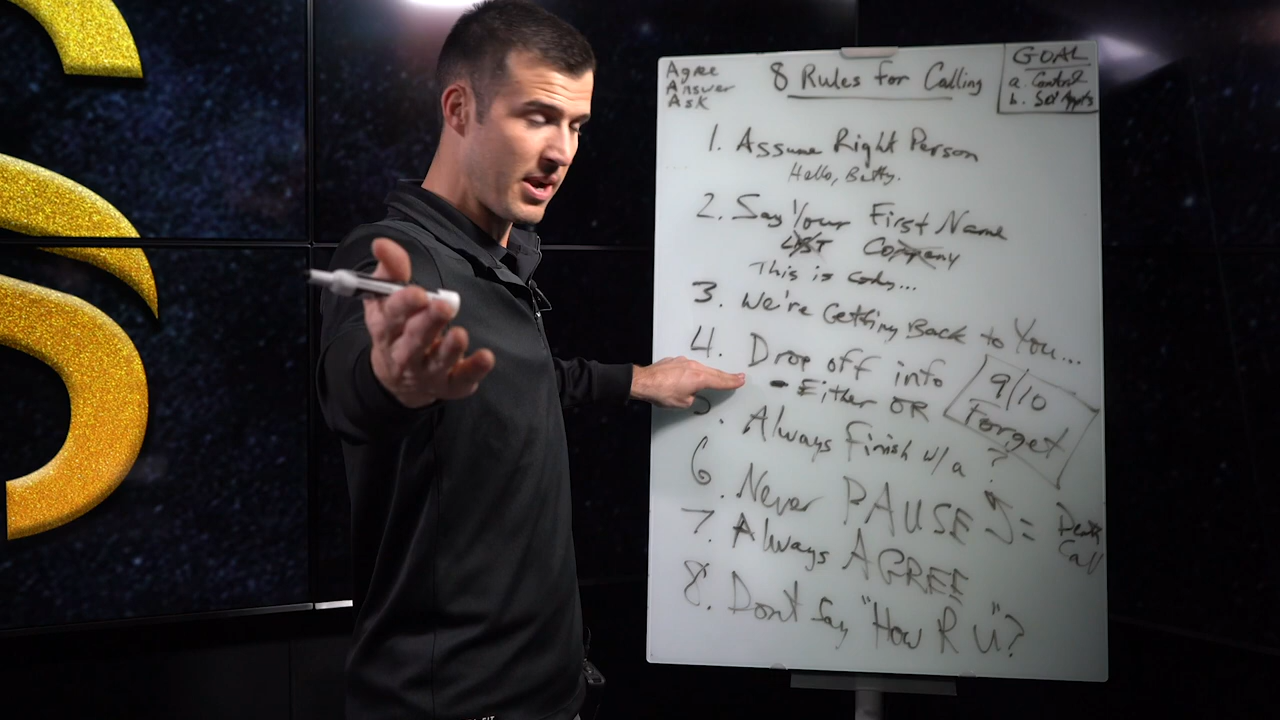 Agree
Answer
Ask
8 Rules for Calling
GOAL
a. Control
b. Set Appts
1. Assume Right Person
Hello, Betty.
2. Say Your First Name
LAST Company
This is Cody...
3. We're Getting Back to You...
4. Drop off into
- Either OR
9/10
Forget
5. Always Finish w/a ?
6. Never PAUSE =
Death
Call
7. Always AGREE
8. Don't Say "How R U"?